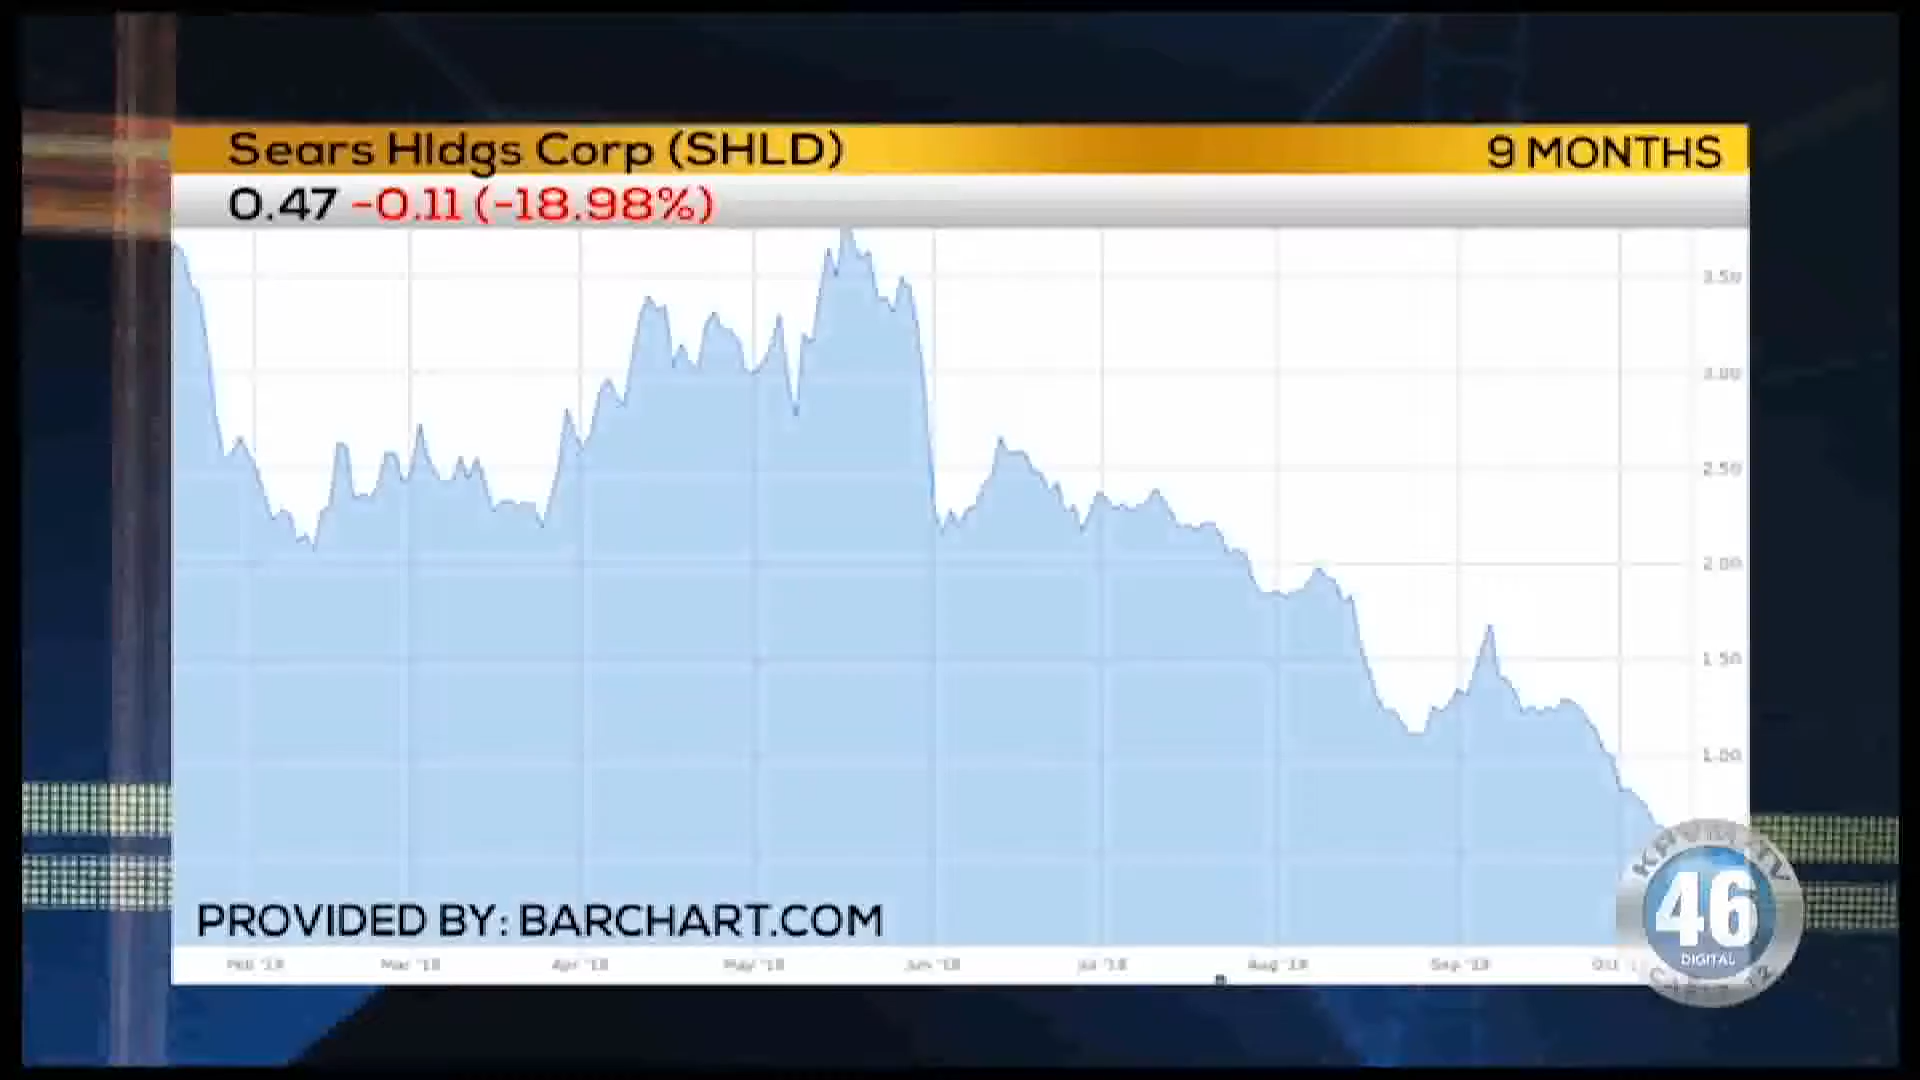 Sears Hldgs Corp (SHLD)
9 MONTHS
0.47 -0.11 (-18.98%)
3.50
3.00
2.50
2.00
1.50
1.00
PROVIDED BY: BARCHART.COM
Feb '18
Mar '18
Apr '18
May '18
Jun '18
Jul '18
Aug '18
Sep '18
46
DIGITAL